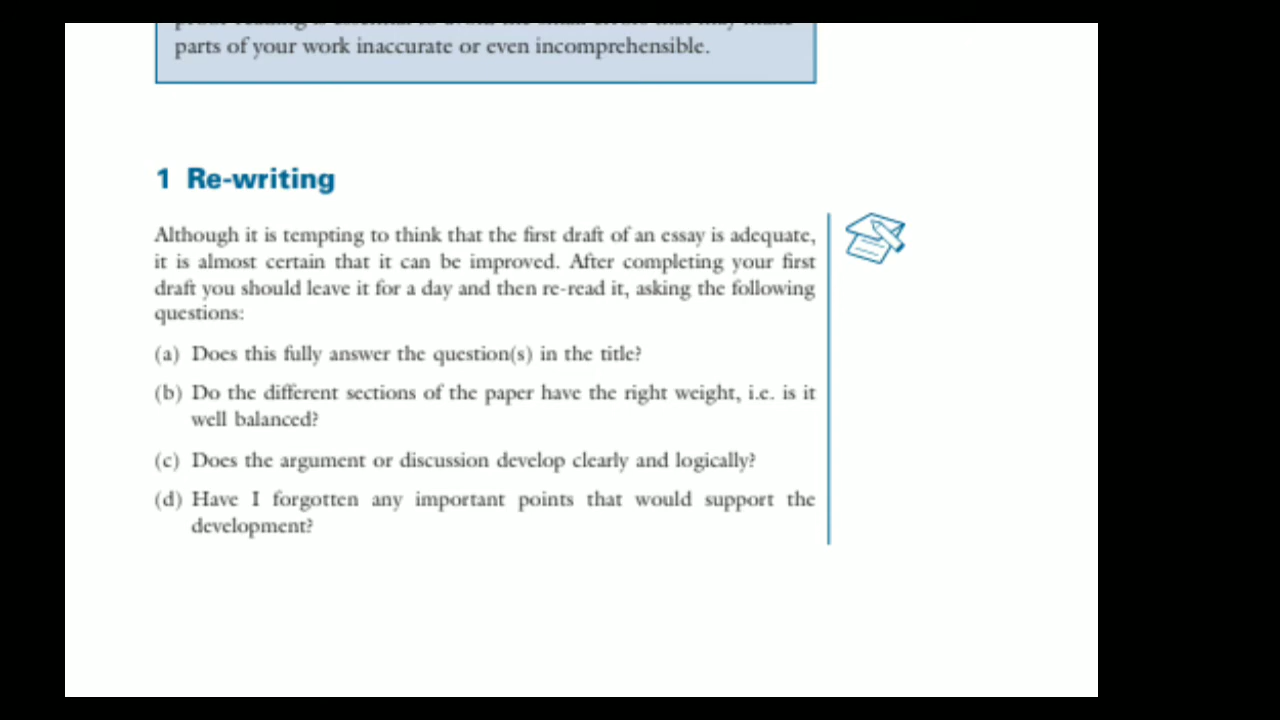 parts of your work inaccurate or even incomprehensible.
1 Re-writing
Although it is tempting to think that the first draft of an essay is adequate,
it is almost certain that it can be improved. After completing your first
draft you should leave it for a day and then re-read it, asking the following
questions:
(a) Does this fully answer the question(s) in the title?
(b) Do the different sections of the paper have the right weight, i.e. is it
well balanced?
(c) Does the argument or discussion develop clearly and logically?
(d) Have I forgotten any important points that would support the
development?